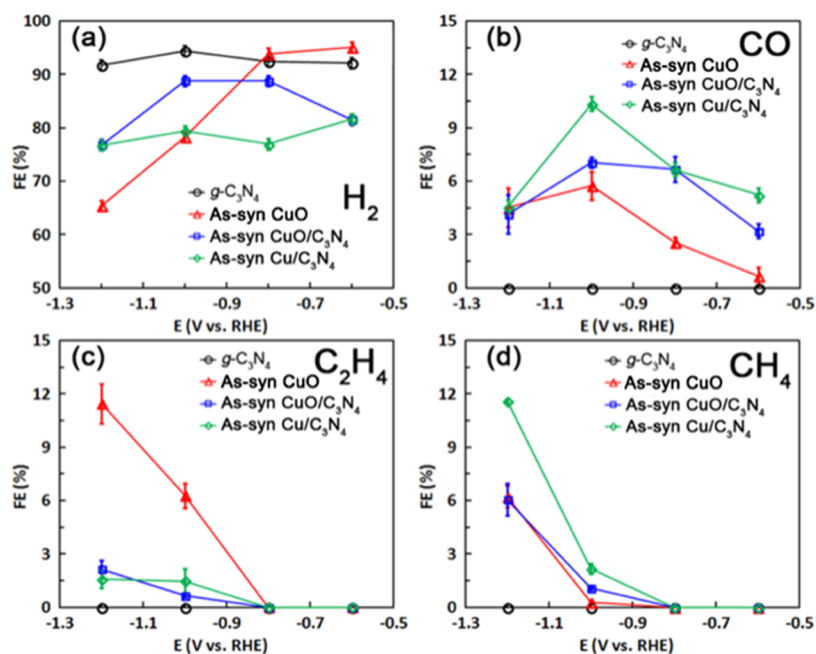 (a)
H2
g-C3N4
As-syn CuO
As-syn CuO/C3N4
As-syn Cu/C3N4
FE (%)
100
90
80
70
60
50
-1.3 -1.1 -0.9 -0.7 -0.5
E (V vs. RHE)
(b)
CO
g-C3N4
As-syn CuO
As-syn CuO/C3N4
As-syn Cu/C3N4
FE (%)
15
12
9
6
3
0
-1.3 -1.1 -0.9 -0.7 -0.5
E (V vs. RHE)
(c)
C2H4
g-C3N4
As-syn CuO
As-syn CuO/C3N4
As-syn Cu/C3N4
FE (%)
15
12
9
6
3
0
-1.3 -1.1 -0.9 -0.7 -0.5
E (V vs. RHE)
(d)
CH4
g-C3N4
As-syn CuO
As-syn CuO/C3N4
As-syn Cu/C3N4
FE (%)
15
12
9
6
3
0
-1.3 -1.1 -0.9 -0.7 -0.5
E (V vs. RHE)